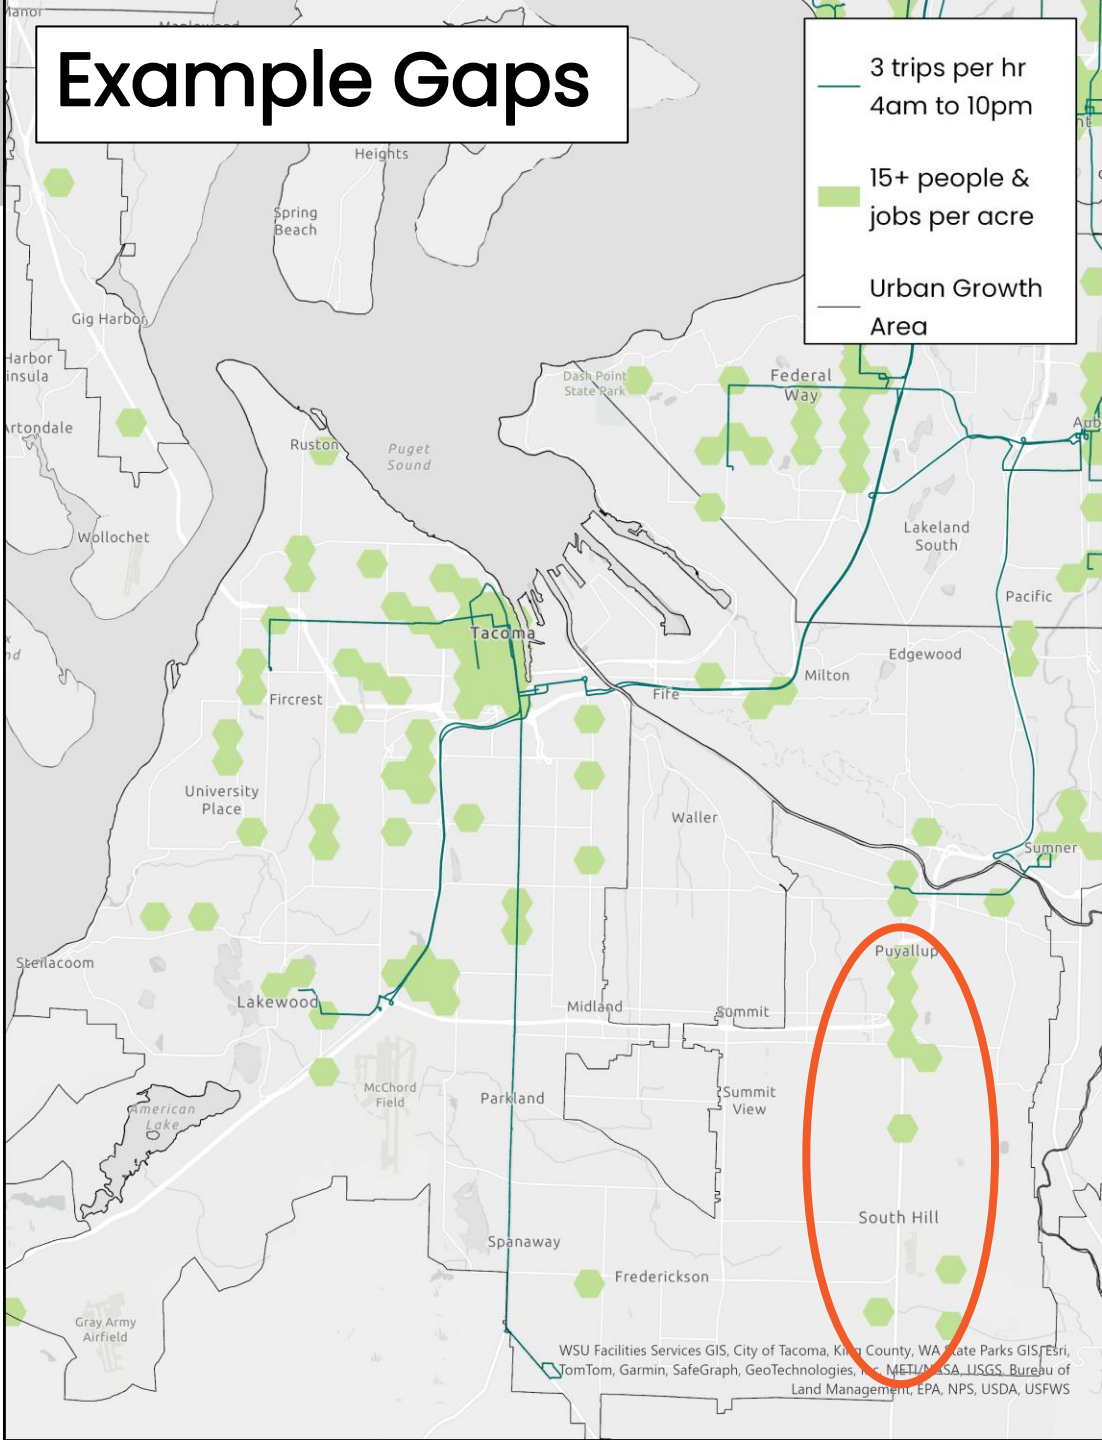 Manor
Example Gaps
3 trips per hr
4am to 10pm
15+ people &
jobs per acre
Urban Growth
Area
Heights
Spring
Beach
Gig Harbor
Harbor
insula
Artondale
Wollochet
Ruston
Puget
Sound
Dash Point
State Park
Federal
Way
Aub
Lakeland
South
Pacific
Tacoma
Edgewood
Milton
Fife
Fircrest
University
Place
Waller
Sumner
Steilacoom
Puyallup
Lakewood
Midland
Summit
McChord
Field
Parkland
Summit
View
American
Lake
South Hill
Spanaway
Frederickson
Gray Army
Airfield
WSU Facilities Services GIS, City of Tacoma, King County, WA State Parks GIS, Esri,
TomTom, Garmin, SafeGraph, GeoTechnologies, Inc, METI/NASA, USGS, Bureau of
Land Management, EPA, NPS, USDA, USFWS